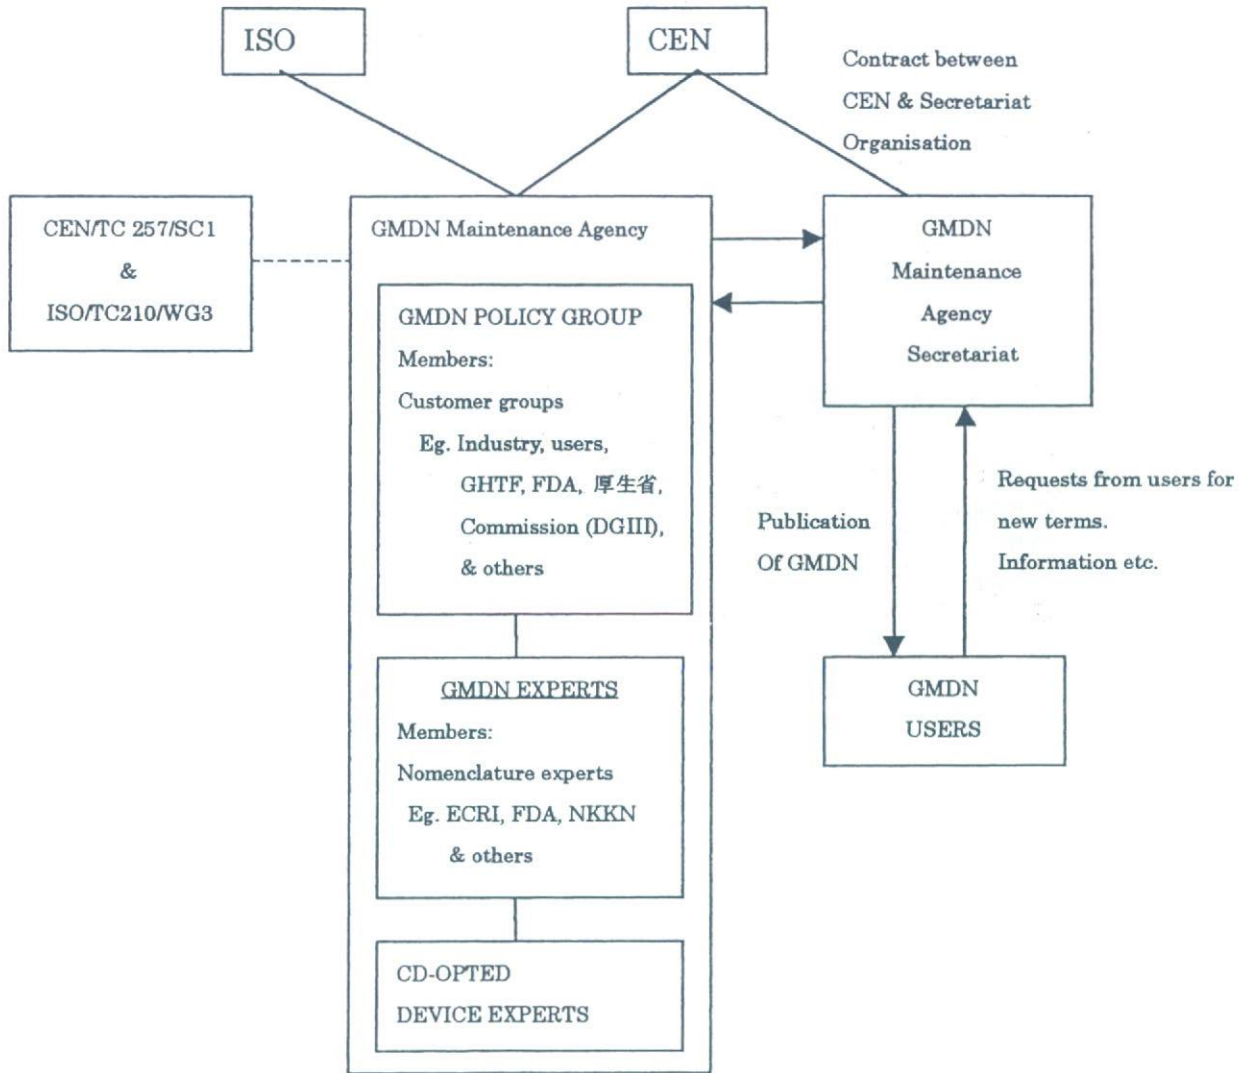 ISO
CEN
Contract between
CEN & Secretariat
Organisation
CEN/TC 257/SC1
&
ISO/TC210/WG3
GMDN Maintenance Agency
GMDN POLICY GROUP
Members:
Customer groups
Eg. Industry, users,
GHTF, FDA, 厚生省,
Commission (DGIII),
& others
GMDN EXPERTS
Members:
Nomenclature experts
Eg. ECRI, FDA, NKKN
& others
CD-OPTED
DEVICE EXPERTS
GMDN
Maintenance
Agency
Secretariat
Publication
Of GMDN
Requests from users for
new terms.
Information etc.
GMDN
USERS